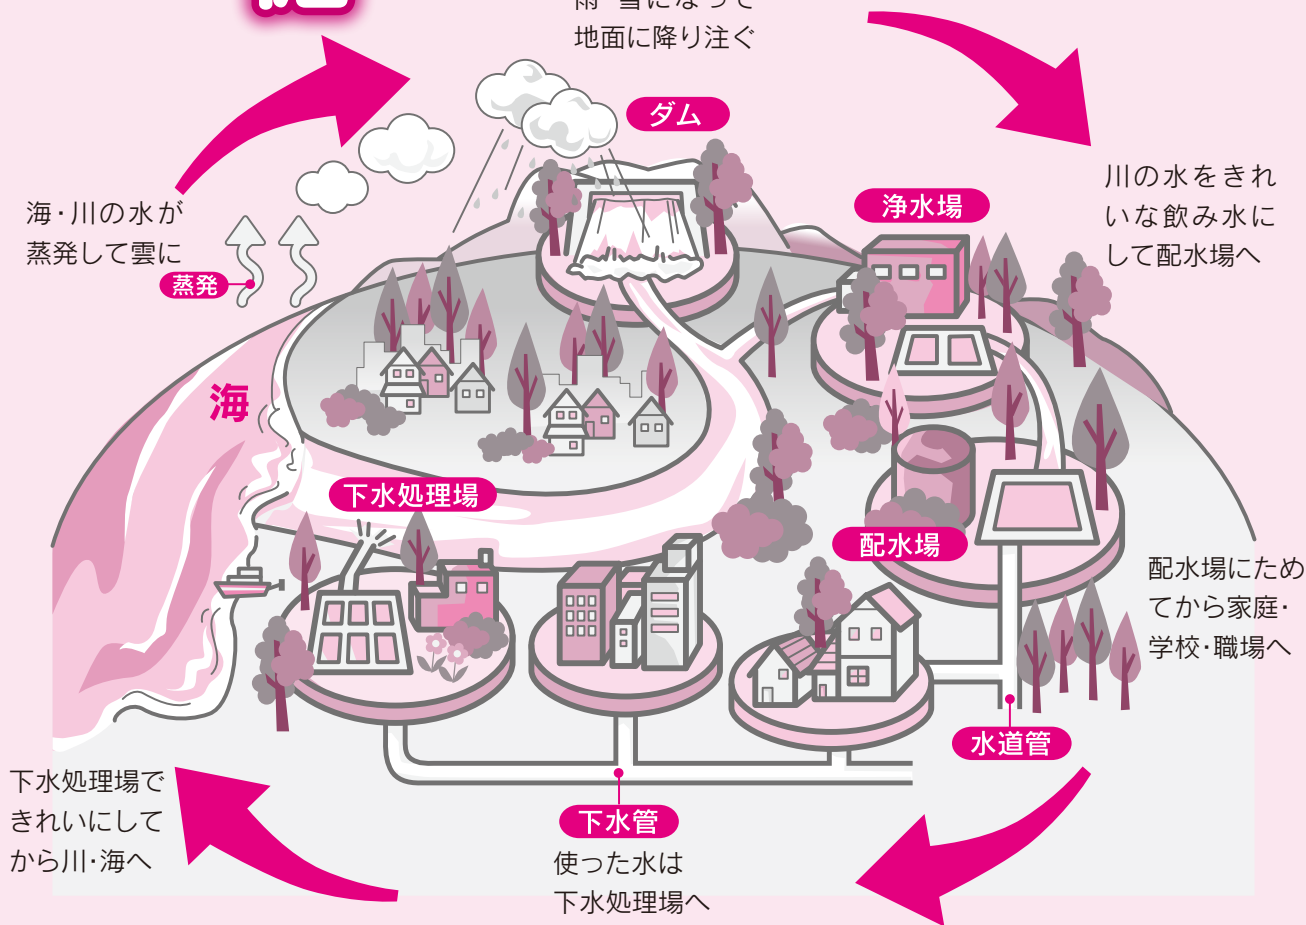 地面に降り注ぐ
ダム
川の水をきれ
いな飲み水に
して配水場へ
浄水場
海・川の水が
蒸発して雲に
蒸発
海
下水処理場
配水場
配水場にため
てから家庭・
学校・職場へ
水道管
下水管
使った水は
下水処理場へ
下水処理場で
きれいにして
から川・海へ